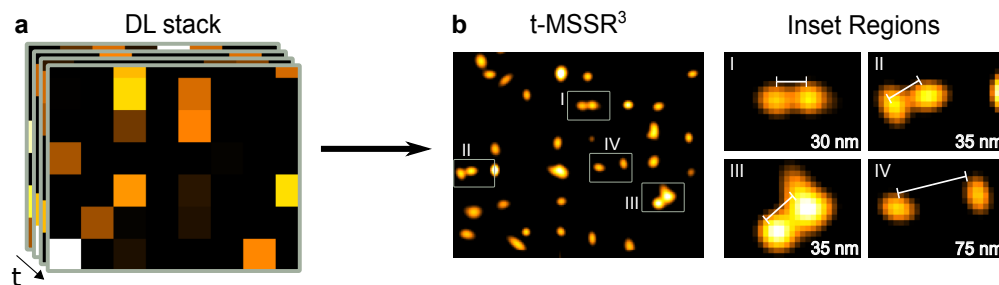 a
DL stack
t
b
t-MSSR³
I
II
IV
III
Inset Regions
I
30 nm
II
35 nm
III
35 nm
IV
75 nm